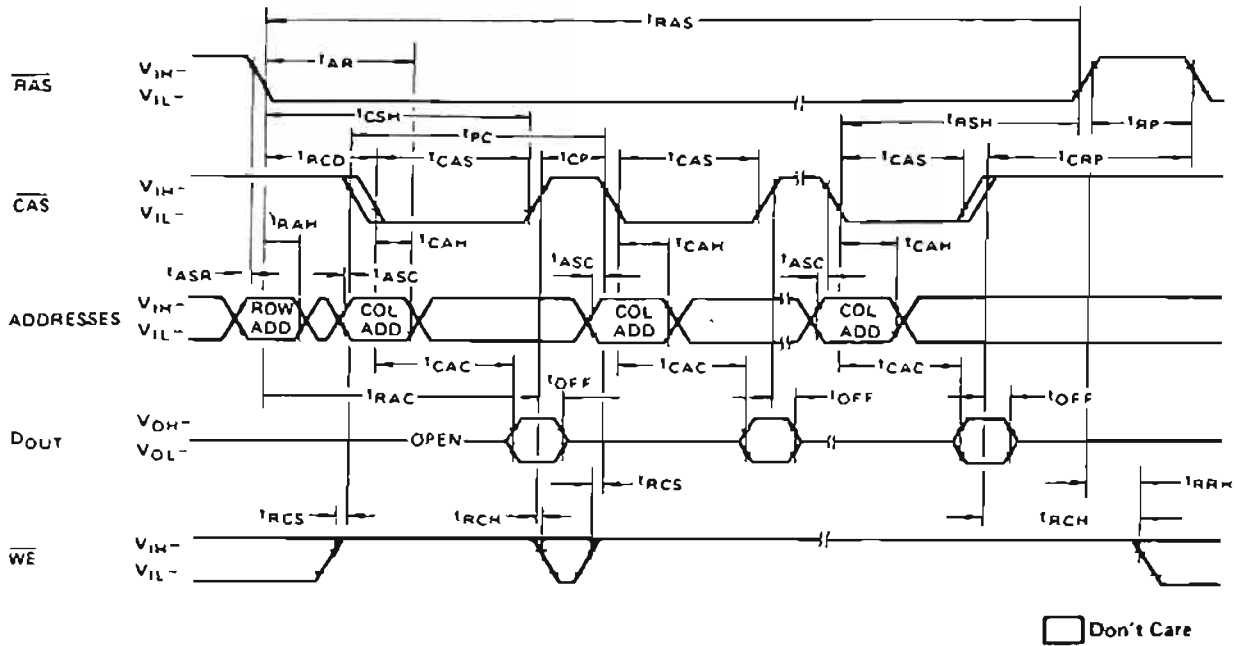 tRAS
tAR
RAS
VIH-
VIL-
tCSH
tPC
tRSH
tRP
tRCD
tCAS
tCP
tCAS
tCAS
tCRP
CAS
VIH-
VIL-
tRAH
tCAH
tCAH
tCAH
tASR
tASC
tASC
tASC
ADDRESSES
VIH-
VIL-
ROW ADD
COL ADD
COL ADD
COL ADD
tCAC
tCAC
tCAC
tRAC
tOFF
tOFF
tOFF
DOUT
VOH-
VOL-
OPEN
tRCS
tRRH
tRCS
tRCH
tRCH
WE
VIH-
VIL-
Don't Care